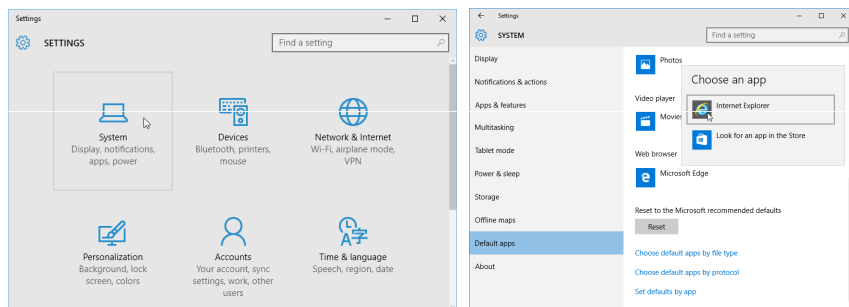 Settings
SETTINGS
Find a setting
System
Display, notifications,
apps, power
Devices
Bluetooth, printers,
mouse
Network & Internet
Wi-Fi, airplane mode,
VPN
Personalization
Background, lock
screen, colors
Accounts
Your account, sync
settings, work, other
users
Time & language
Speech, region, date
Settings
SYSTEM
Find a setting
Display
Notifications & actions
Apps & features
Multitasking
Tablet mode
Power & sleep
Storage
Offline maps
Default apps
About
Photos
Video player
Movies
Web browser
Microsoft Edge
Choose an app
Internet Explorer
Look for an app in the Store
Reset to the Microsoft recommended defaults
Reset
Choose default apps by file type
Choose default apps by protocol
Set defaults by app